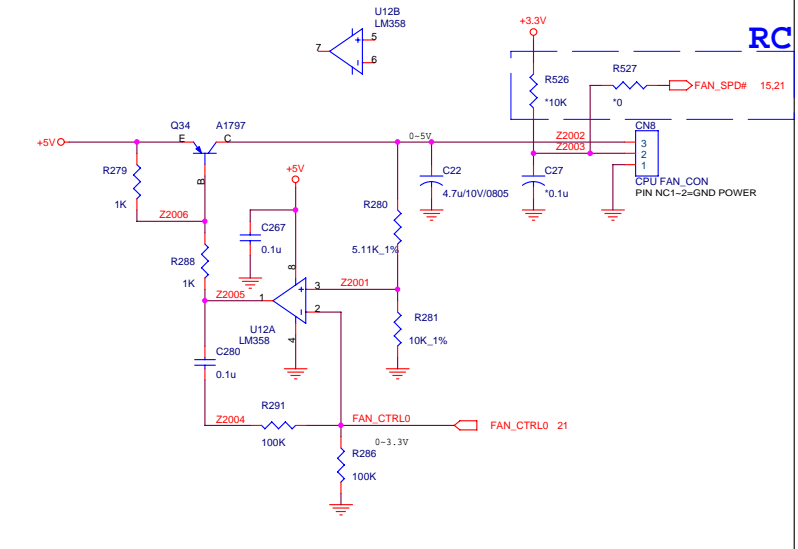 U12B
LM358
7
5
6
+3.3V
RC
R526
*10K
R527
*0
FAN_SPD# 15,21
Q34 A1797
+5V
E
C
B
0~5V
Z2002
Z2003
CN8
3
2
1
CPU FAN_CON
PIN NC1~2=GND POWER
R279
1K
Z2006
+5V
C22
4.7u/10V/0805
C27
*0.1u
R280
5.11K_1%
C267
0.1u
R288
1K
8
Z2005
1
3
2
Z2001
4
U12A
LM358
R281
10K_1%
C280
0.1u
Z2004
R291
100K
FAN_CTRL0
FAN_CTRL0 21
0~3.3V
R286
100K